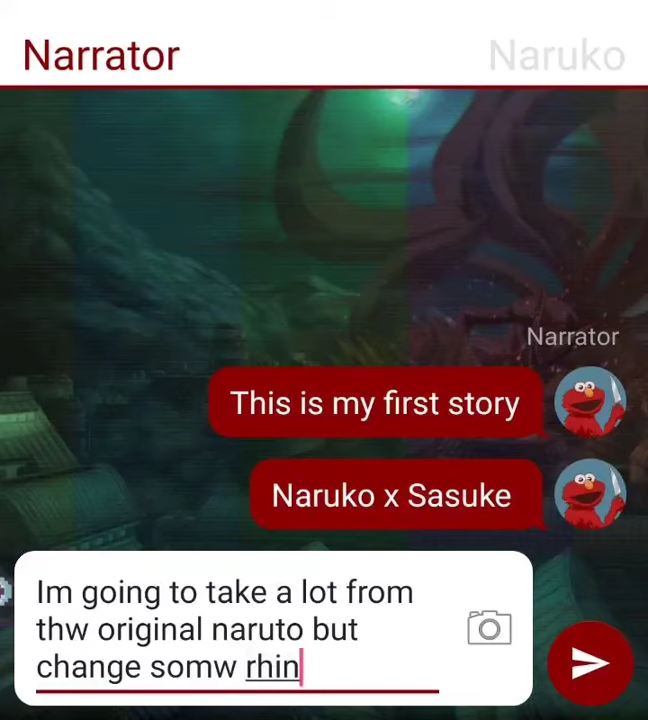 Narrator
Naruko
Narrator
This is my first story
Naruko x Sasuke
Im going to take a lot from
thw original naruto but
change somw rhin